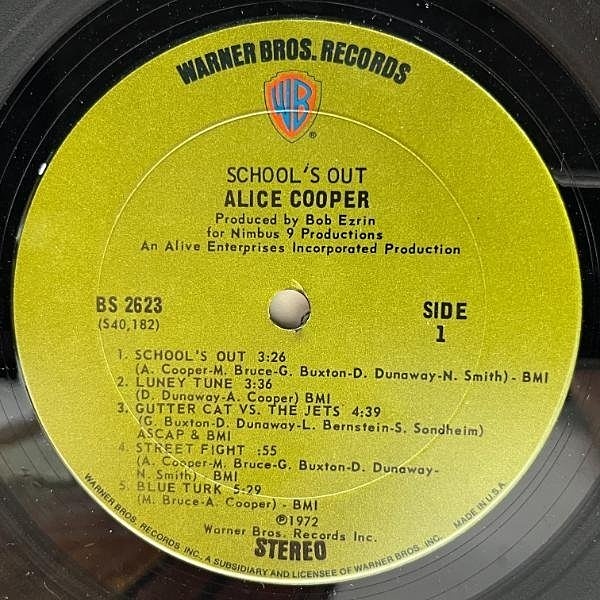 WARNER BROS. RECORDS
WB
®
SCHOOL'S OUT
ALICE COOPER
Produced by Bob Ezrin
for Nimbus 9 Productions
An Alive Enterprises Incorporated Production
BS 2623
(S40,182)
SIDE
1
1. SCHOOL'S OUT 3:26
(A. Cooper-M. Bruce-G. Buxton-D. Dunaway-N. Smith) - BMI
2. LUNEY TUNE 3:36
(D. Dunaway-A. Cooper) BMI
3. GUTTER CAT VS. THE JETS 4:39
(G. Buxton-D. Dunaway-L. Bernstein-S. Sondheim)
ASCAP & BMI
4. STREET FIGHT :55
(A. Cooper-M. Bruce-G. Buxton-D. Dunaway-
N. Smith) - BMI
5. BLUE TURK 5:29
(M. Bruce-A. Cooper) - BMI
℗1972
Warner Bros. Records Inc.
STEREO
WARNER BROS. RECORDS INC. A SUBSIDIARY AND LICENSEE OF WARNER BROS. INC. MADE IN U.S.A.